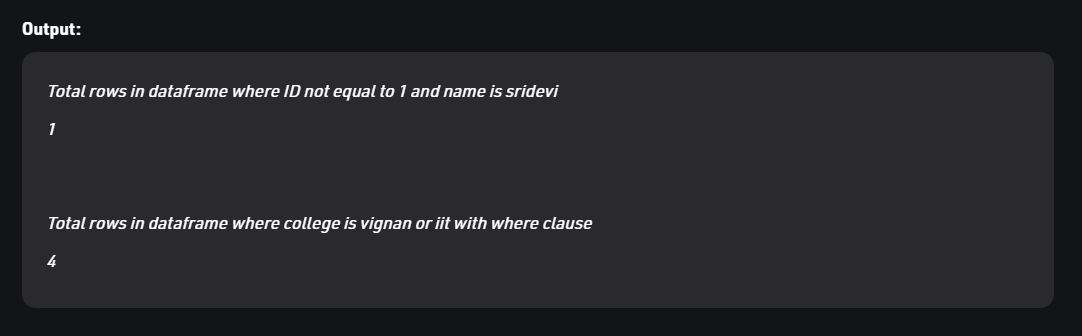 Output:
Total rows in dataframe where ID not equal to 1 and name is sridevi
1
Total rows in dataframe where college is vignan or iit with where clause
4